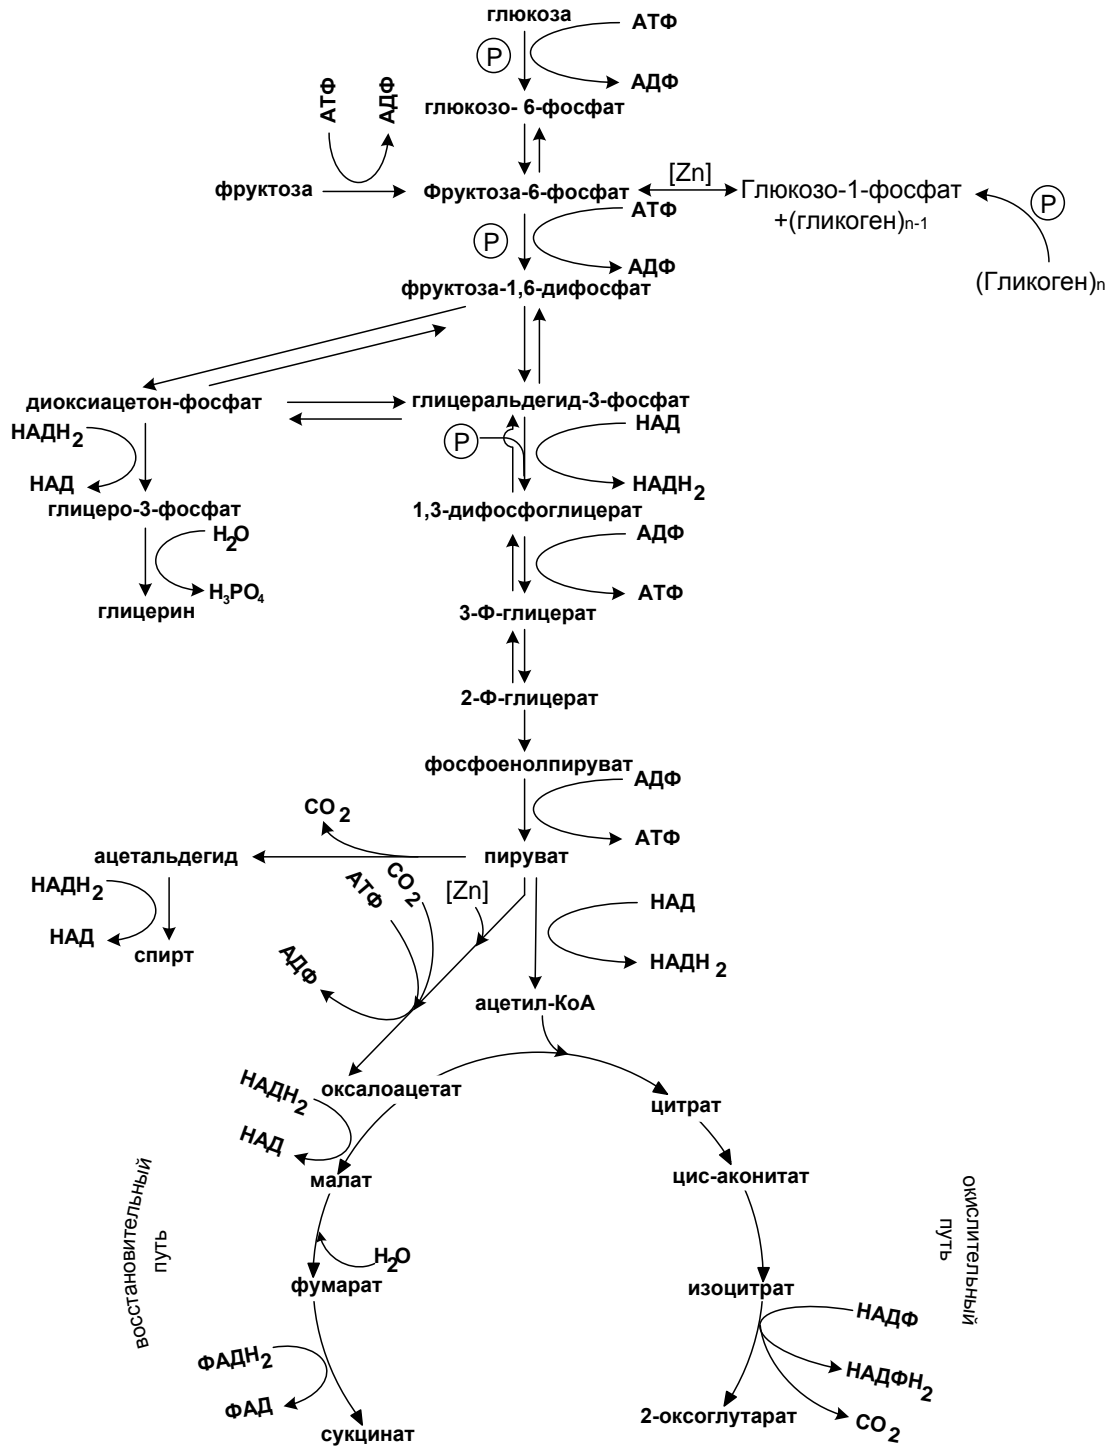 глюкоза
АТФ
P
АДФ
АТФ
АДФ
глюкозо- 6-фосфат
фруктоза
Фруктоза-6-фосфат
[Zn]
Глюкозо-1-фосфат
+(гликоген)n-1
P
АТФ
P
АДФ
(Гликоген)n
фруктоза-1,6-дифосфат
диоксиацетон-фосфат
глицеральдегид-3-фосфат
НАДН2
НАД
P
НАД
НАДН2
глицеро-3-фосфат
1,3-дифосфоглицерат
H2O
АДФ
H3PO4
АТФ
глицерин
3-Ф-глицерат
2-Ф-глицерат
фосфоенолпируват
АДФ
CO2
АТФ
ацетальдегид
пируват
НАДН2
АТФ
CO2
[Zn]
НАД
НАД
спирт
АДФ
НАДН2
ацетил-КоА
НАДН2
оксалоацетат
цитрат
НАД
малат
цис-аконитат
восстановительный
путь
окислительный
путь
H2O
фумарат
изоцитрат
НАДФ
ФАДН2
НАДФН2
ФАД
2-оксоглутарат
CO2
сукцинат